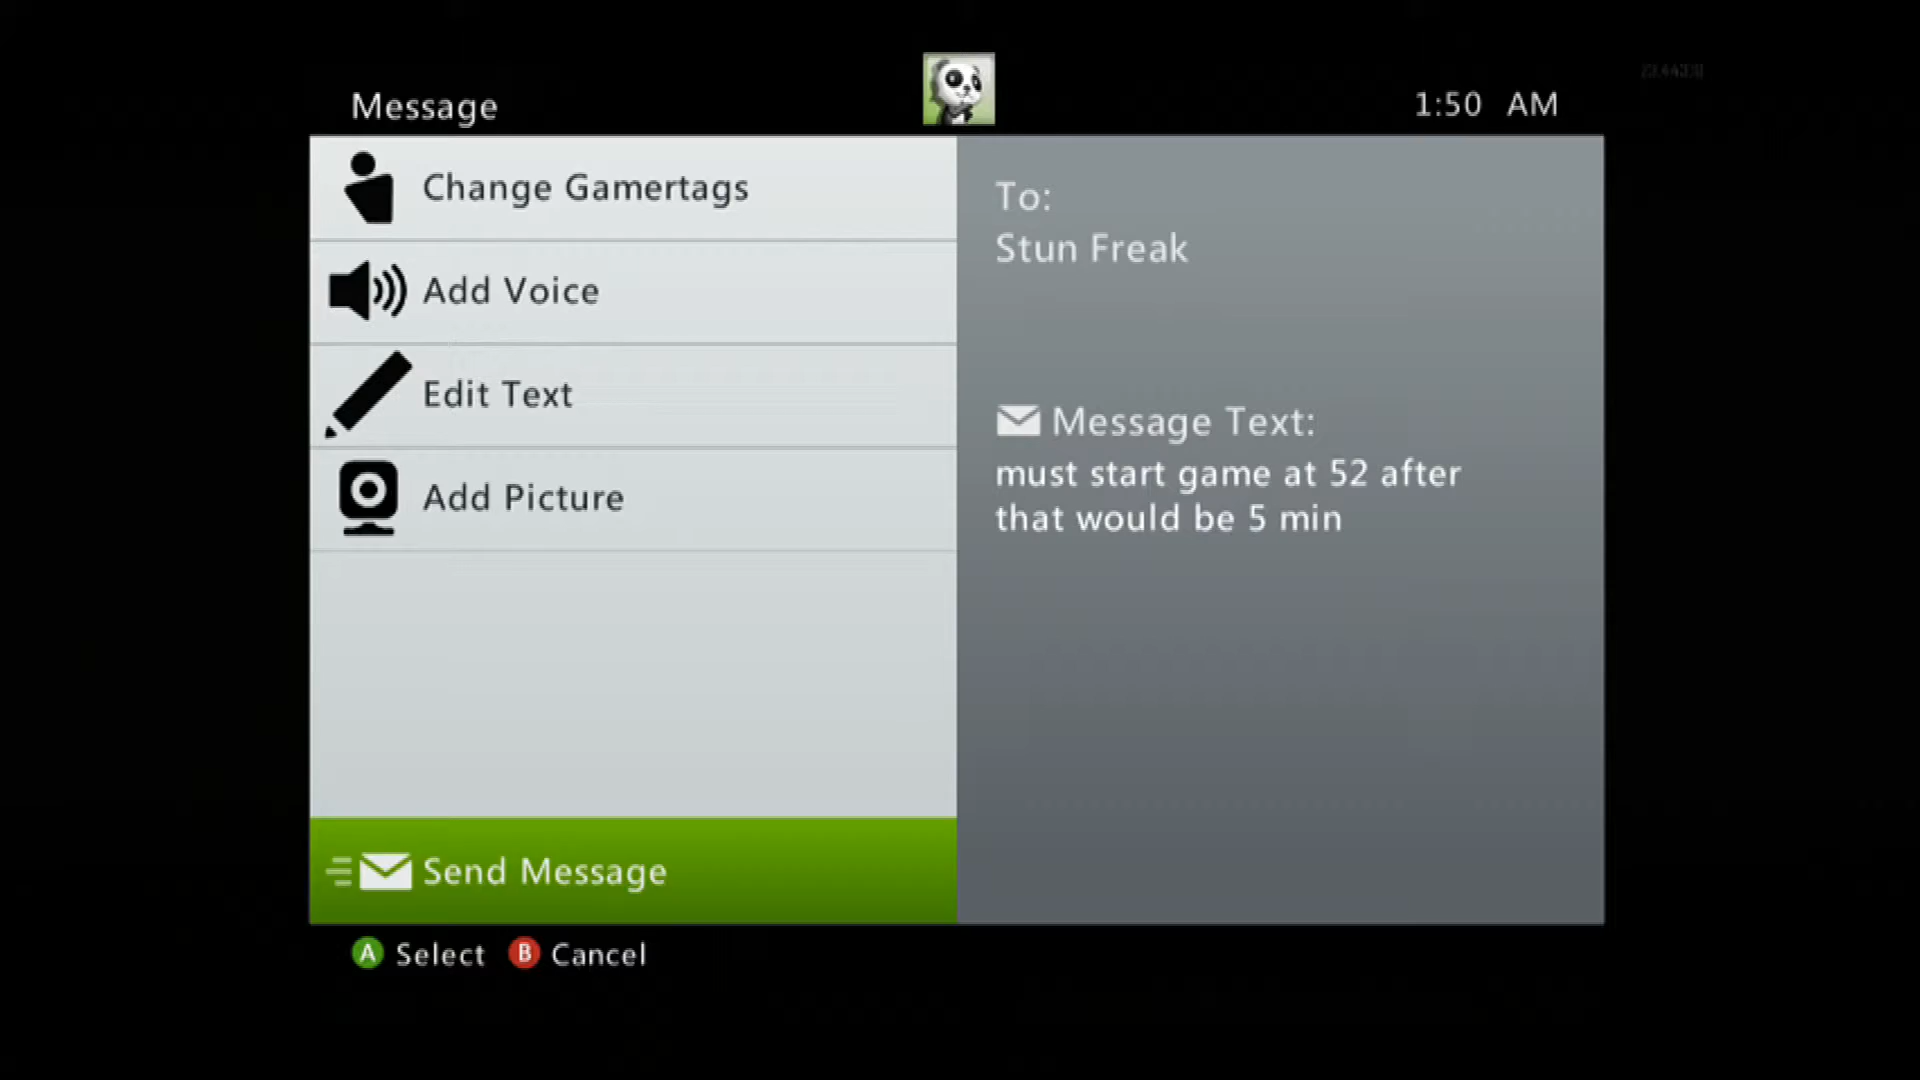 Message
1:50 AM
Change Gamertags
Add Voice
Edit Text
Add Picture
Send Message
To:
Stun Freak
Message Text:
must start game at 52 after
that would be 5 min
A Select B Cancel